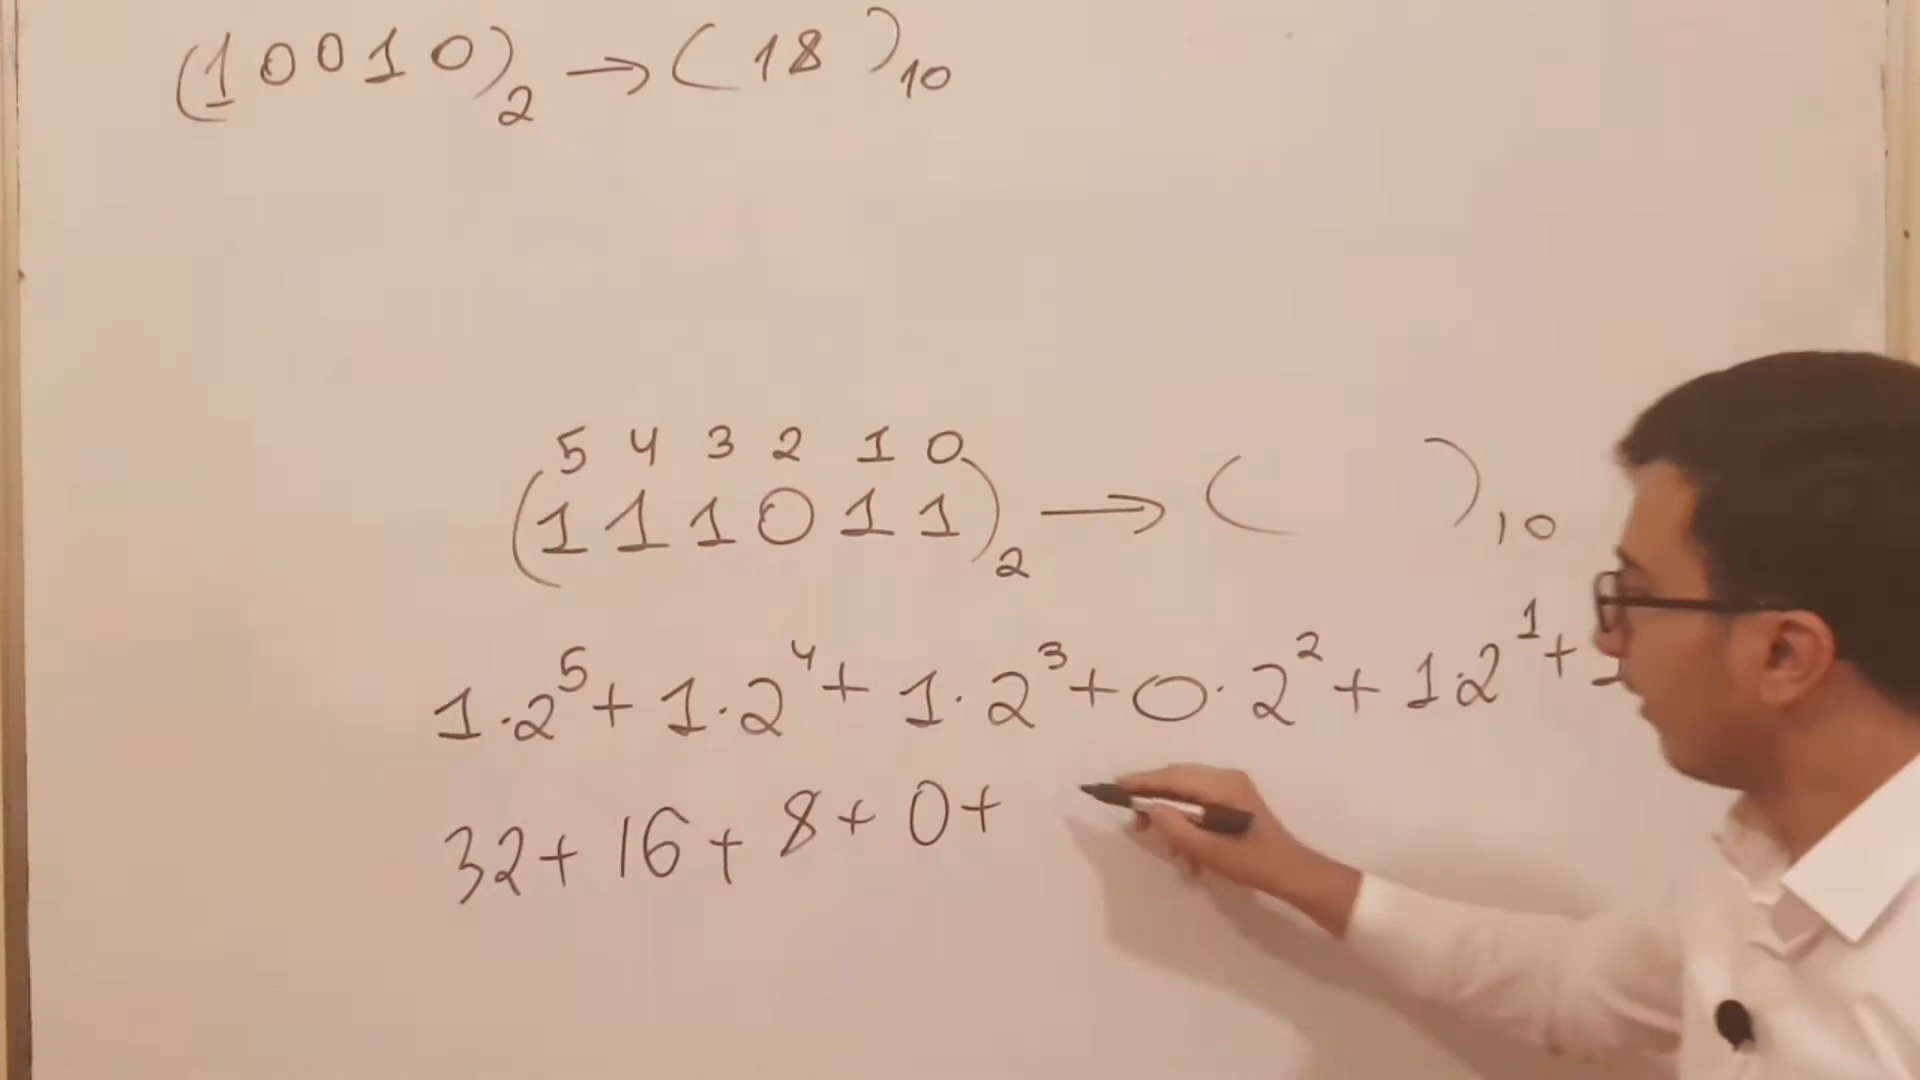 (10010)₂ → (18)₁₀
5 4 3 2 1 0
(111011)₂ → ( )₁₀
1·2⁵+1·2⁴+1·2³+0·2²+1·2¹+
32+16+8+0+